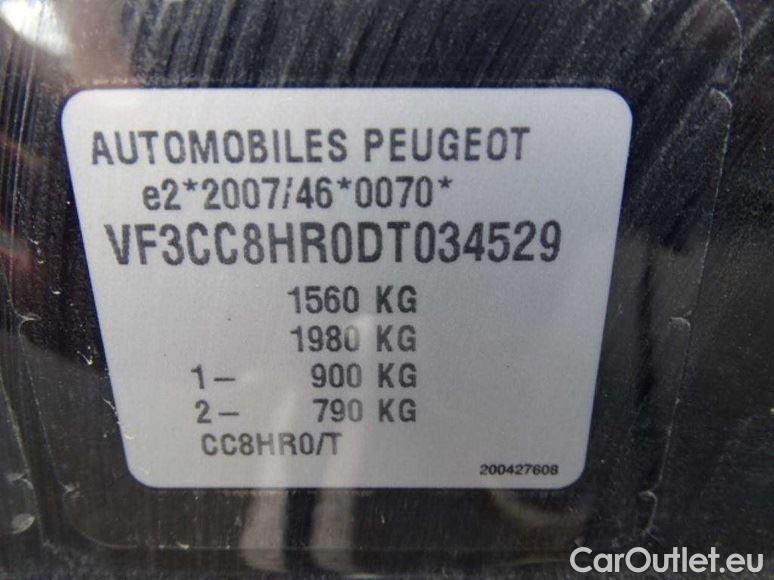 AUTOMOBILES PEUGEOT
e2*2007/46*0070*
VF3CC8HR0DT034529
1560 KG
1980 KG
1– 900 KG
2– 790 KG
CC8HR0/T
200427608
CarOutlet.eu